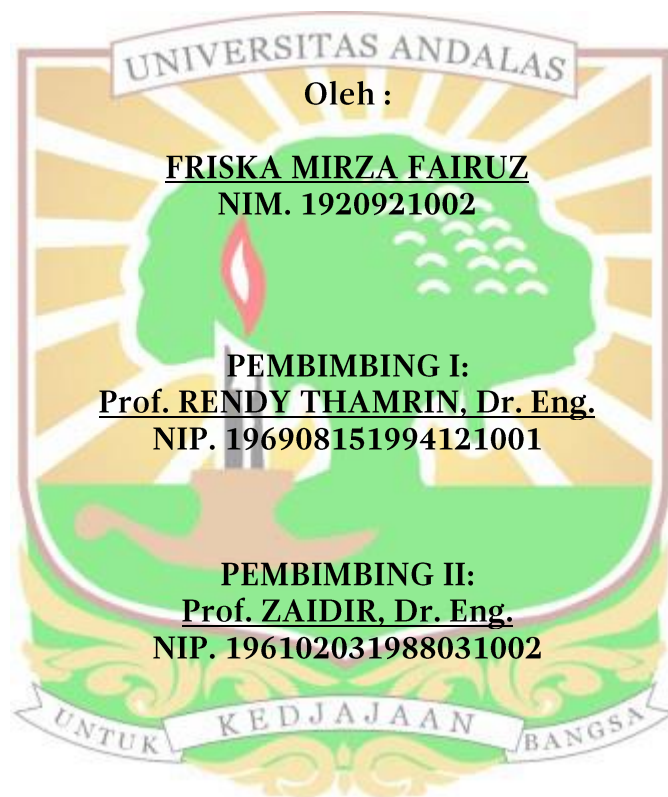 UNIVERSITAS ANDALAS
Oleh :
FRISKA MIRZA FAIRUZ
NIM. 1920921002
PEMBIMBING I:
Prof. RENDY THAMRIN, Dr. Eng.
NIP. 196908151994121001
PEMBIMBING II:
Prof. ZAIDIR, Dr. Eng.
NIP. 196102031988031002
UNTUK KEDJAJAAN BANGSA